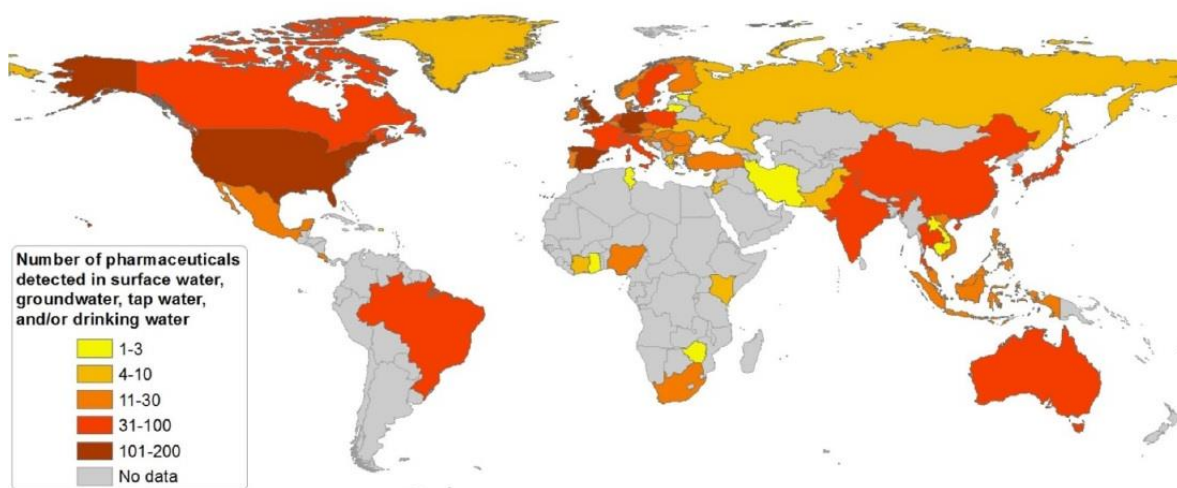 Number of pharmaceuticals
detected in surface water,
groundwater, tap water,
and/or drinking water
1-3
4-10
11-30
31-100
101-200
No data